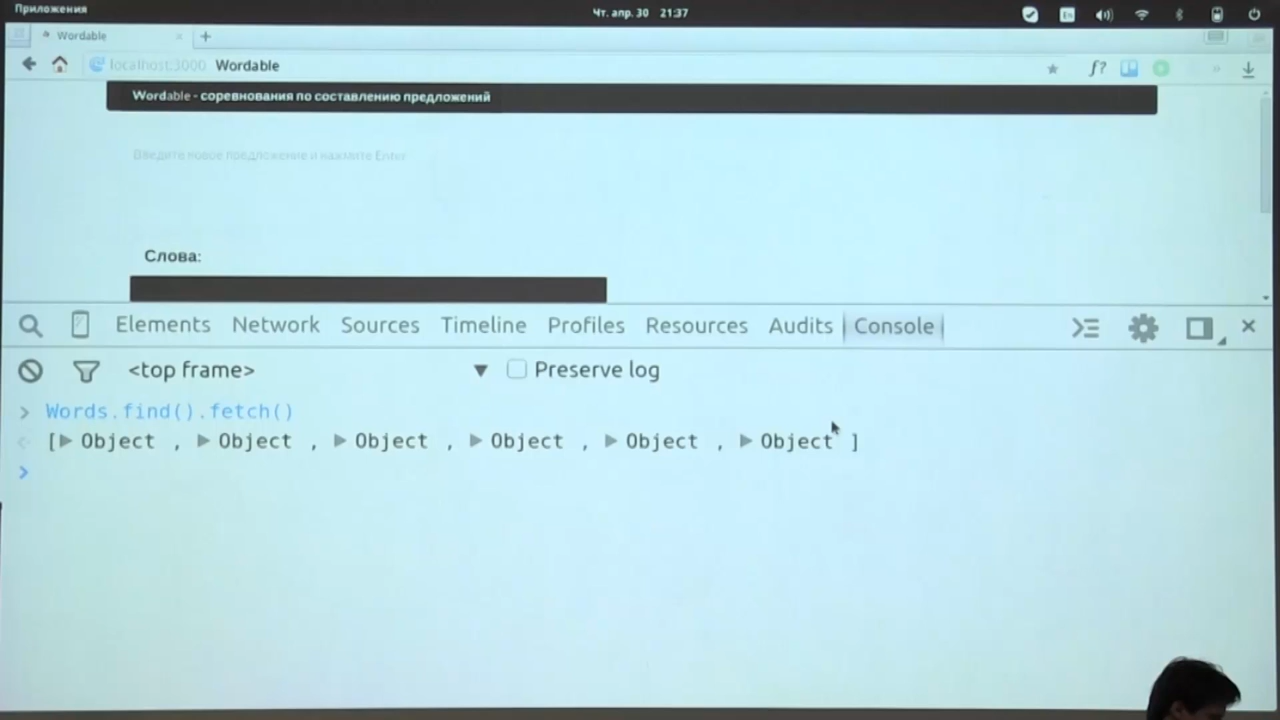 Приложения
Чт. апр. 30 21:37
En
Wordable
localhost:3000 Wordable
f?
Wordable - соревнования по составлению предложений
Введите новое предложение и нажмите Enter
Слова:
Elements Network Sources Timeline Profiles Resources Audits Console
<top frame> Preserve log
Words.find().fetch()
[▶ Object , ▶ Object , ▶ Object , ▶ Object , ▶ Object , ▶ Object ]